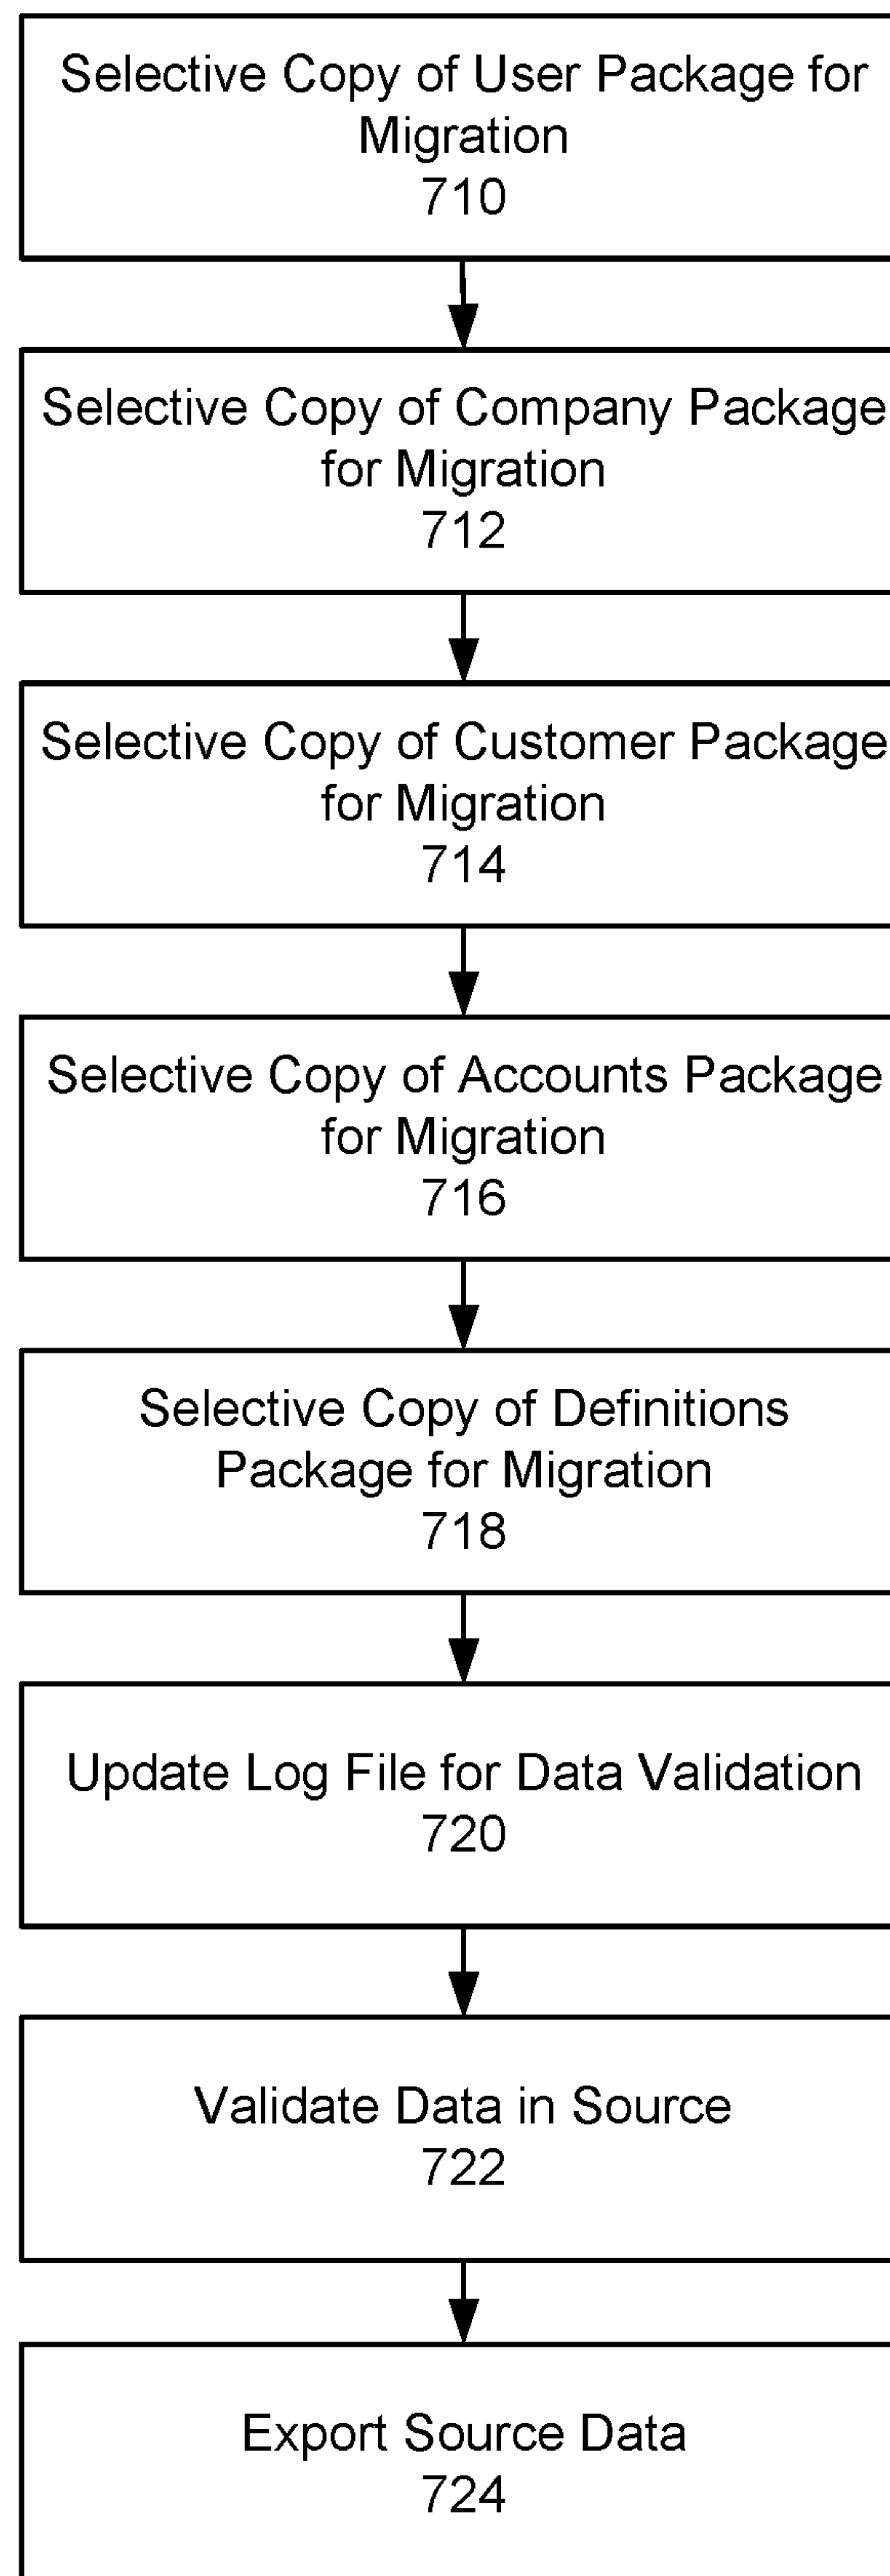 Selective Copy of User Package for
Migration
710
Selective Copy of Company Package
for Migration
712
Selective Copy of Customer Package
for Migration
714
Selective Copy of Accounts Package
for Migration
716
Selective Copy of Definitions
Package for Migration
718
Update Log File for Data Validation
720
Validate Data in Source
722
Export Source Data
724